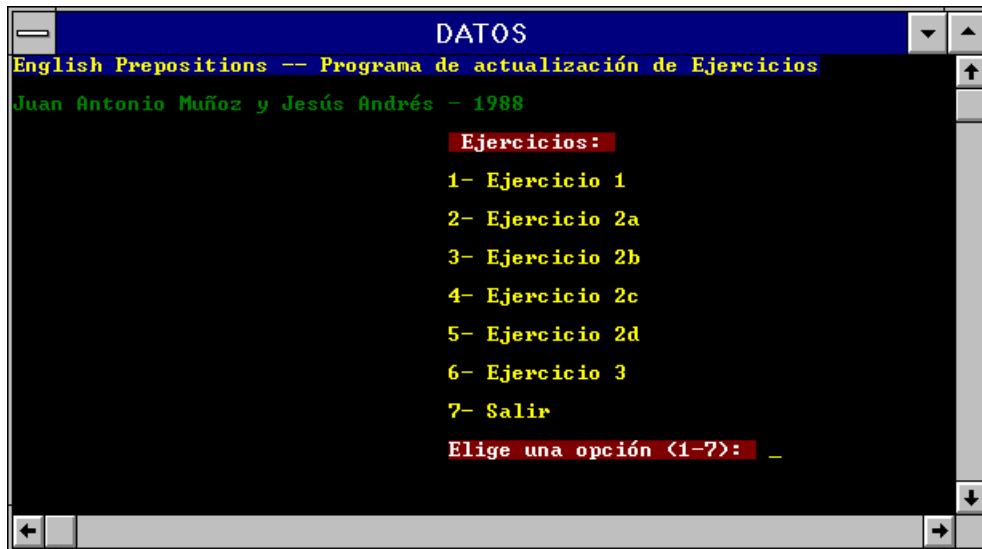 DATOS
English Prepositions -- Programa de actualización de Ejercicios
Juan Antonio Muñoz y Jesús Andrés - 1988
Ejercicios:
1- Ejercicio 1
2- Ejercicio 2a
3- Ejercicio 2b
4- Ejercicio 2c
5- Ejercicio 2d
6- Ejercicio 3
7- Salir
Elige una opción (1-7): _